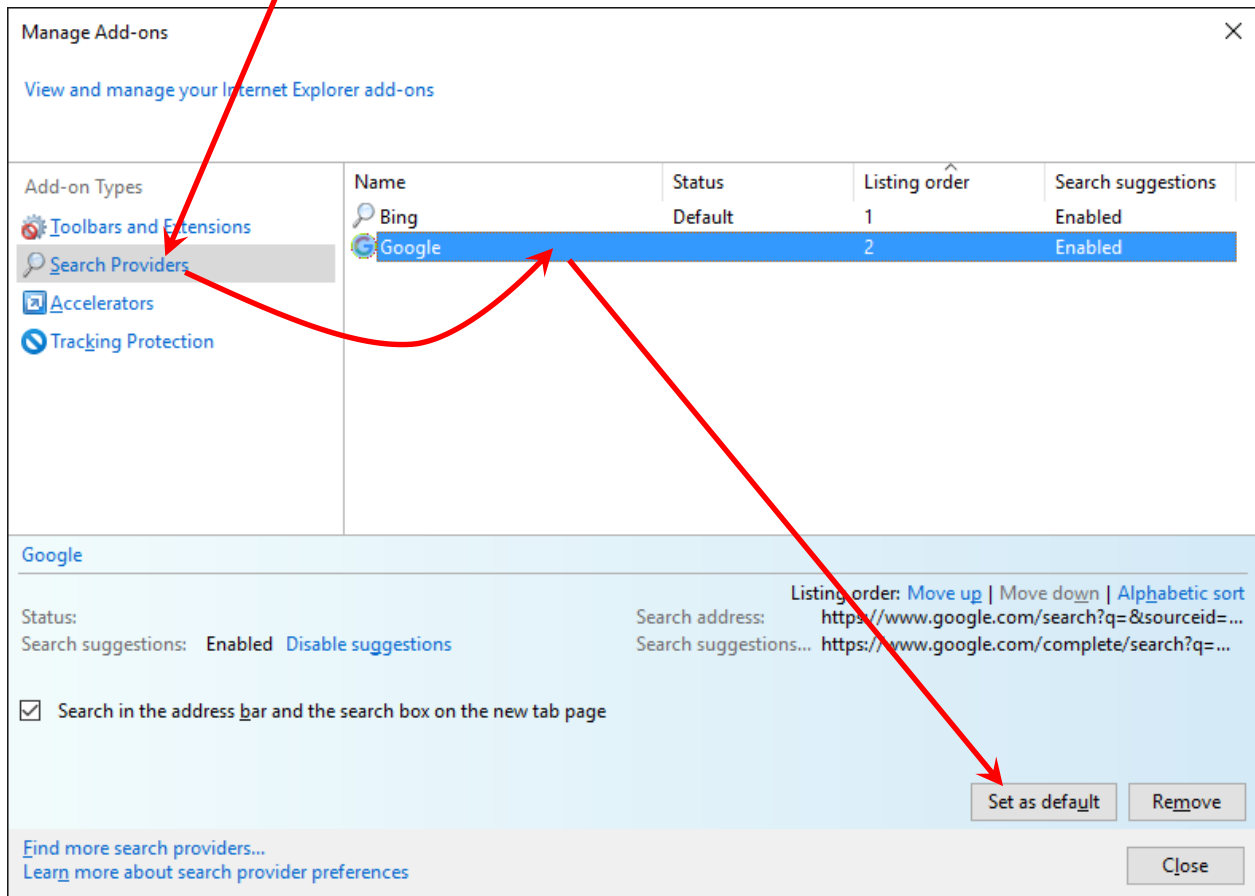 Manage Add-ons
View and manage your Internet Explorer add-ons
Add-on Types
Toolbars and Extensions
Search Providers
Accelerators
Tracking Protection
Name Status Listing order Search suggestions
Bing Default 1 Enabled
Google 2 Enabled
Google
Listing order: Move up | Move down | Alphabetic sort
Status: Search address: https://www.google.com/search?q=&sourceid=...
Search suggestions: Enabled Disable suggestions Search suggestions... https://www.google.com/complete/search?q=...
Search in the address bar and the search box on the new tab page
Set as default Remove
Find more search providers...
Learn more about search provider preferences
Close